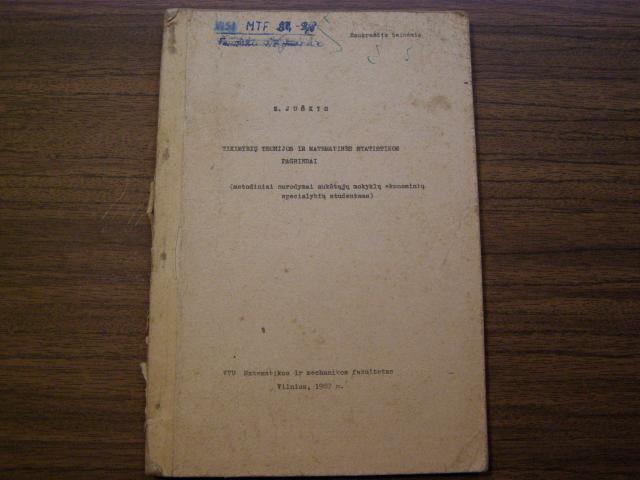 MTF
Rankraščio teisėmis
Z. JUŠKYS
TIKIMYBIŲ TEORIJOS IR MATEMATINĖS STATISTIKOS
PAGRINDAI
(metodiniai nurodymai aukštųjų mokyklų ekonominių
specialybių studentams)
VVU Matematikos ir mechanikos fakultetas
Vilnius, 1987 m.